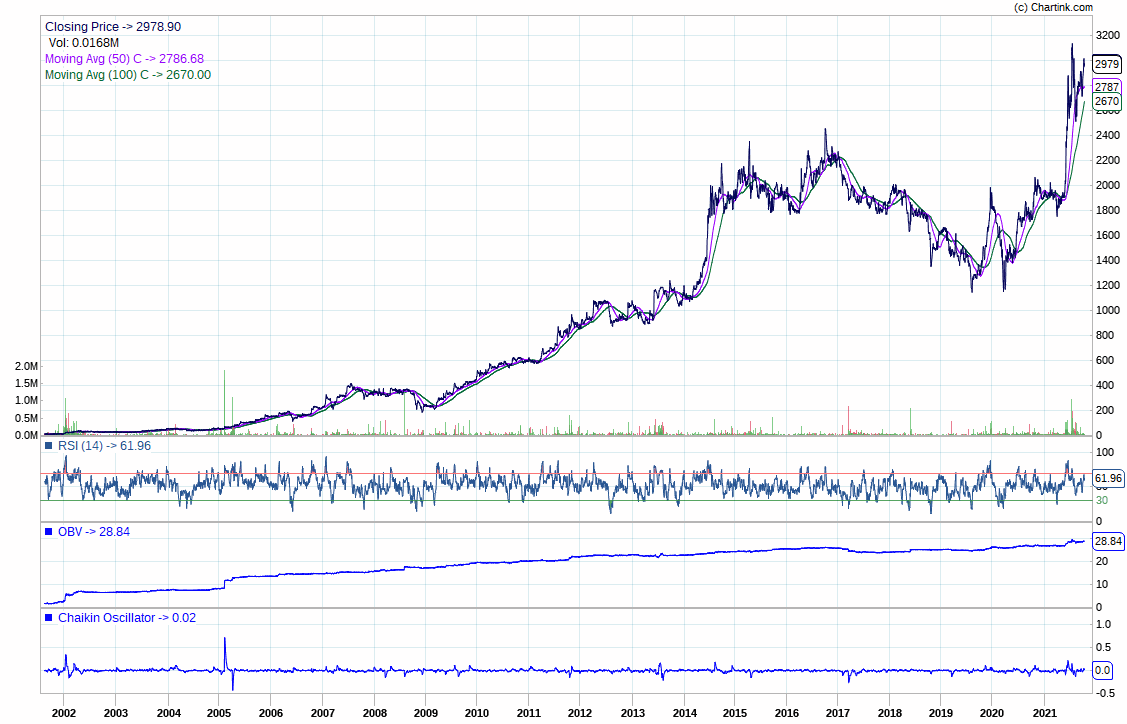 (c) Chartink.com
Closing Price -> 2978.90
Vol: 0.0168M
Moving Avg (50) C -> 2786.68
Moving Avg (100) C -> 2670.00
3200
2979
2787
2670
2400
2200
2000
1800
1600
1400
1200
1000
800
600
400
200
0
2.0M
1.5M
1.0M
0.5M
0.0M
RSI (14) -> 61.96
100
61.96
30
0
OBV -> 28.84
28.84
20
10
0
Chaikin Oscillator -> 0.02
1.0
0.5
0.0
-0.5
2002 2003 2004 2005 2006 2007 2008 2009 2010 2011 2012 2013 2014 2015 2016 2017 2018 2019 2020 2021